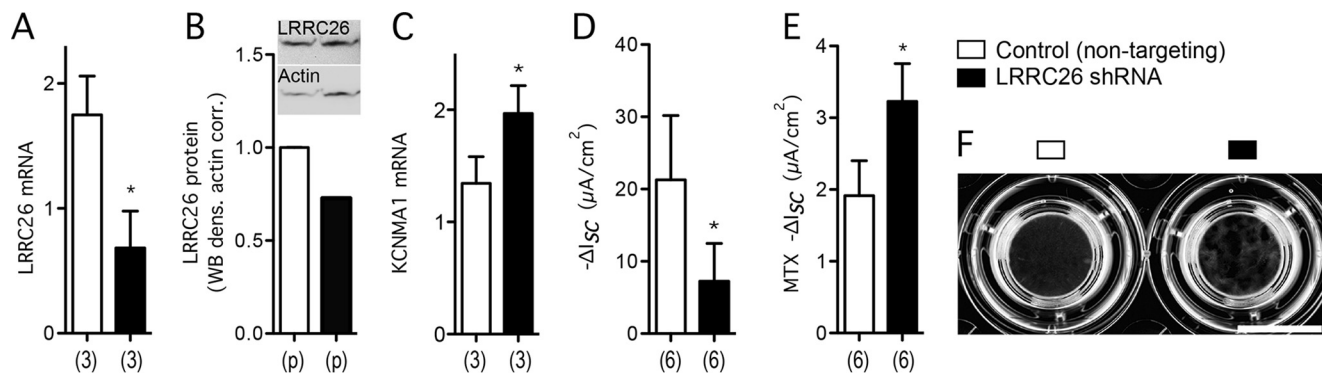 A
LRRC26 mRNA
2
1
0
*
(3) (3)
B
LRRC26 protein
(WB dens. actin corr.)
1.5
1.0
0.5
0.0
LRRC26
Actin
(p) (p)
C
KCNMA1 mRNA
2
1
0
*
(3) (3)
D
-ΔISC (µA/cm²)
40
30
20
10
0
*
(6) (6)
E
MTX -ΔISC (µA/cm²)
4
3
2
1
0
*
(6) (6)
Control (non-targeting)
LRRC26 shRNA
F